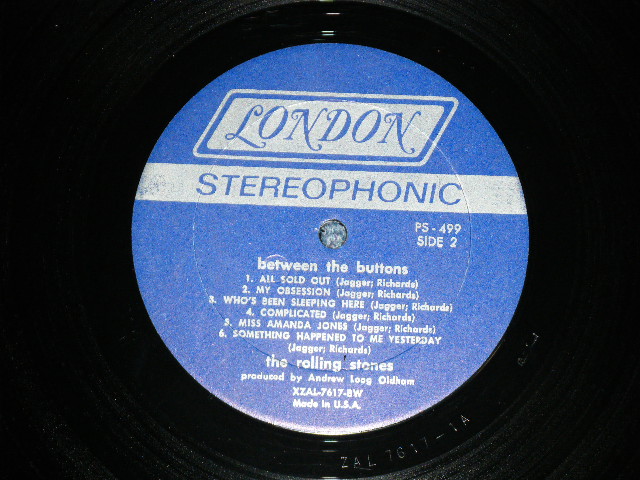 LONDON
STEREOPHONIC
PS - 499
SIDE 2
between the buttons
1. ALL SOLD OUT (Jagger; Richards)
2. MY OBSESSION (Jagger; Richards)
3. WHO'S BEEN SLEEPING HERE (Jagger; Richards)
4. COMPLICATED (Jagger; Richards)
5. MISS AMANDA JONES (Jagger; Richards)
6. SOMETHING HAPPENED TO ME YESTERDAY
(Jagger; Richards)
the rolling stones
produced by Andrew Loog Oldham
XZAL-7617-BW
Made in U.S.A.
ZAL 7617-1A